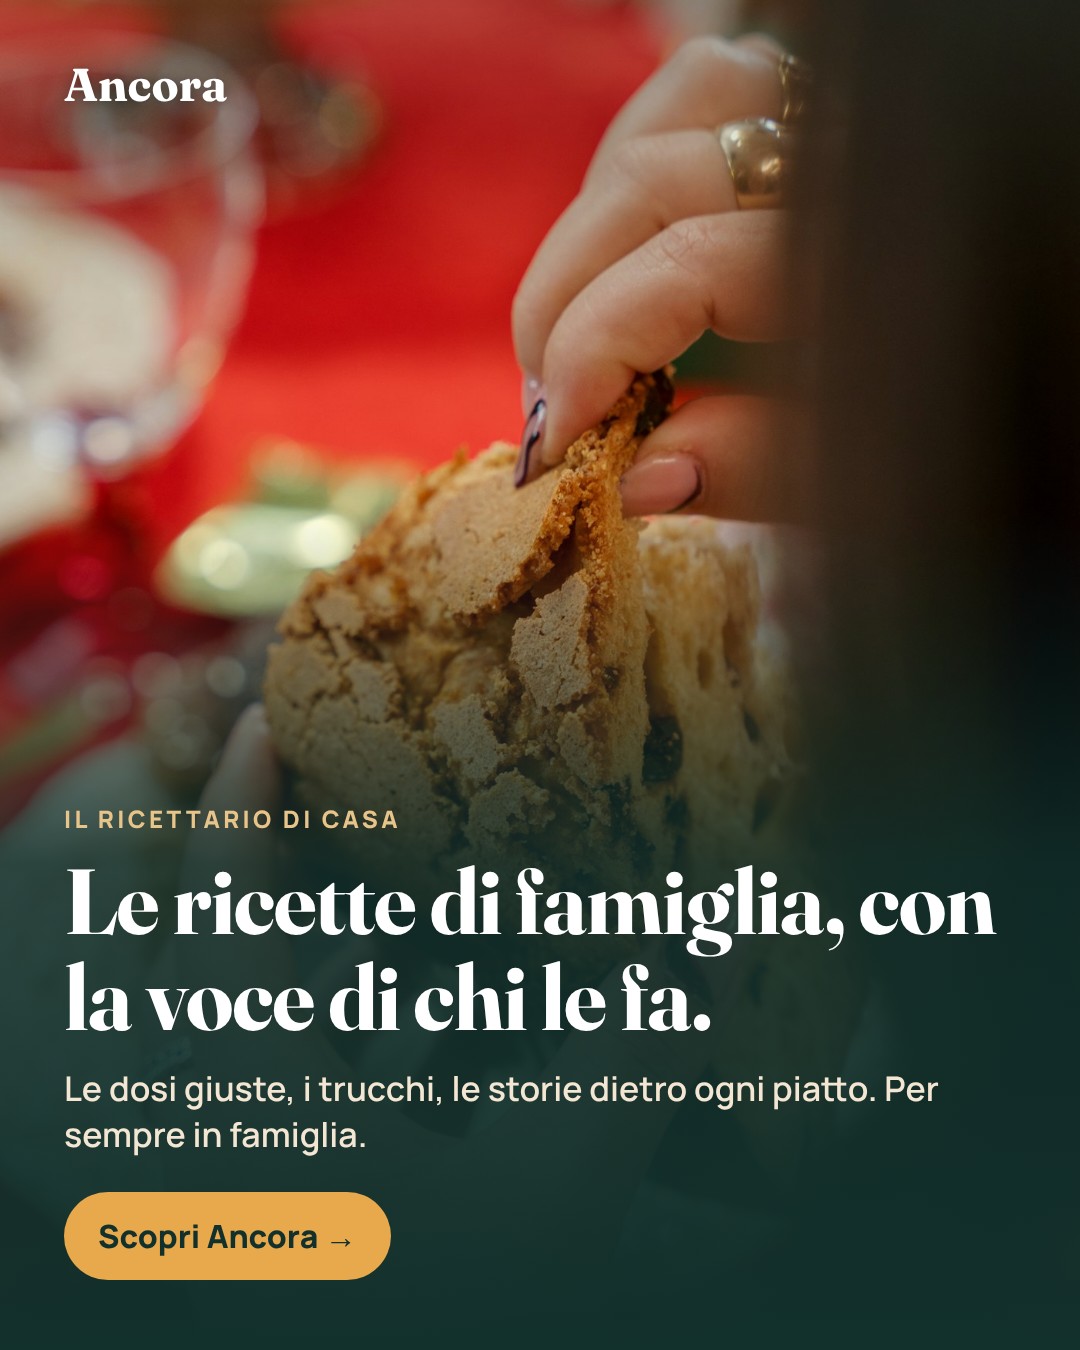 Ancora
IL RICETTARIO DI CASA
Le ricette di famiglia, con
la voce di chi le fa.
Le dosi giuste, i trucchi, le storie dietro ogni piatto. Per
sempre in famiglia.
Scopri Ancora →